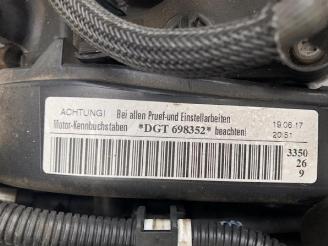 ACHTUNG! Bei allen Pruef-und Einstellarbeiten 19.06.17
Motor-Kennbuchstaben *DGT 698352* beachten! 20:51
3350
26
9